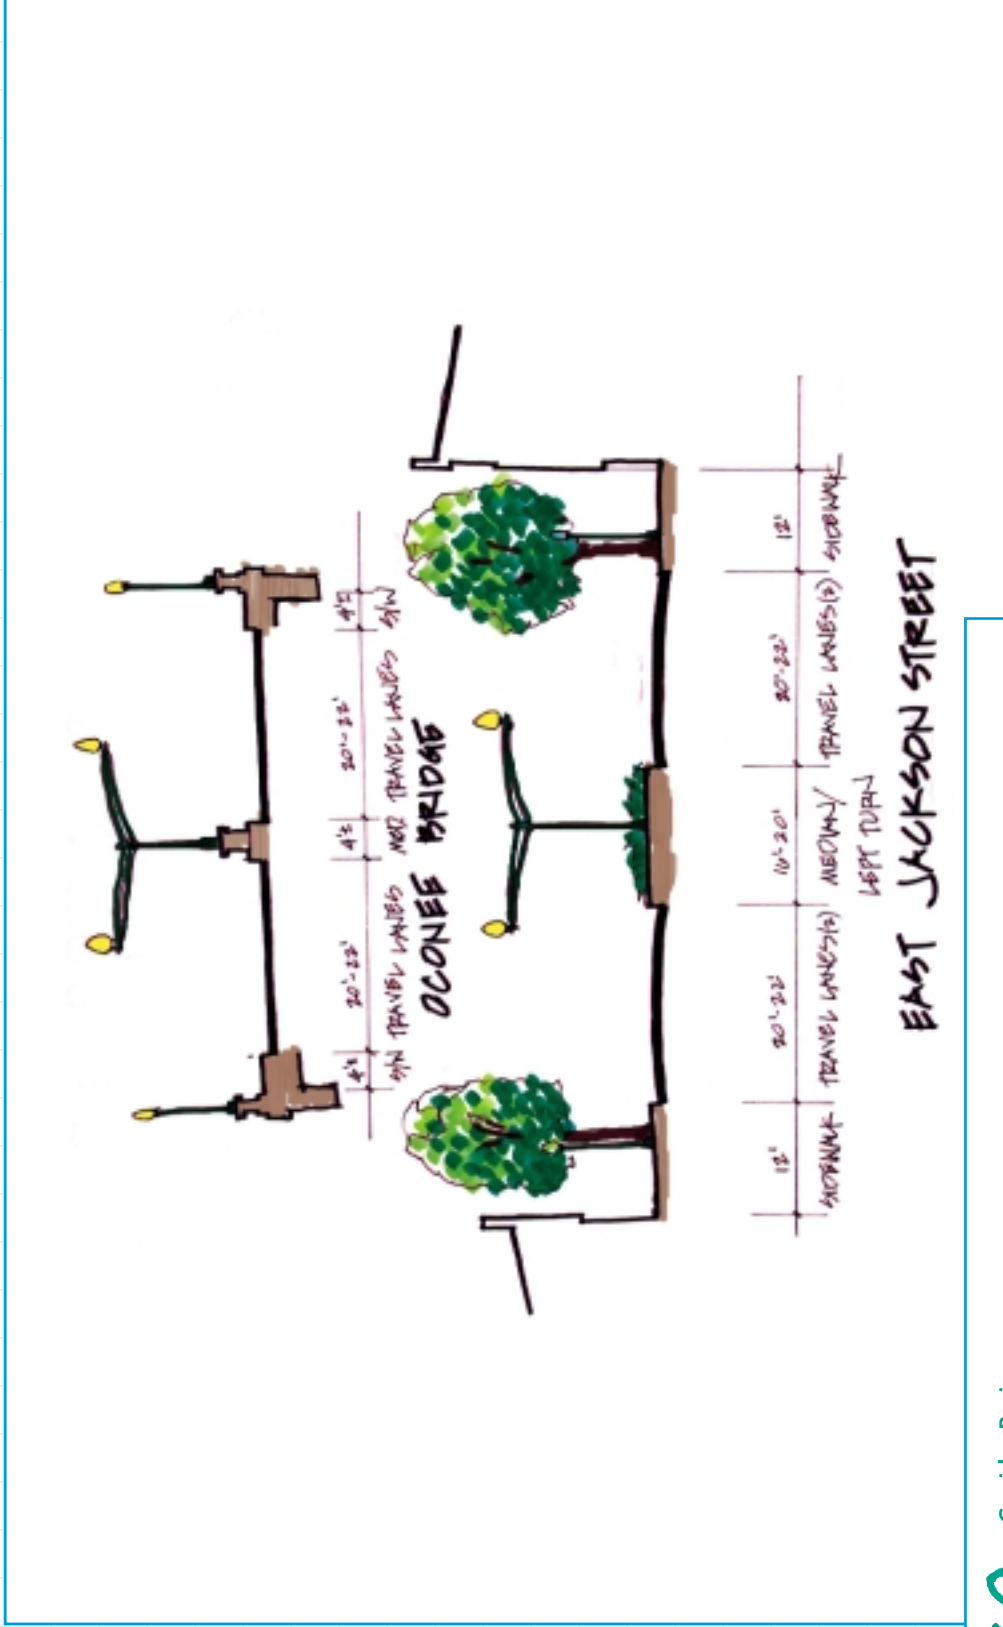 4'± 20'-22' 4'± 20'-22' 4'±
S/W TRAVEL LANES MED TRAVEL LANES S/W
OCONEE BRIDGE
12' 20'-22' 16'-20' 20'-22' 12'
SIDEWALK TRAVEL LANES(2) MEDIAN/ TRAVEL LANES(2) SIDEWALK
LEFT TURN
EAST JACKSON STREET